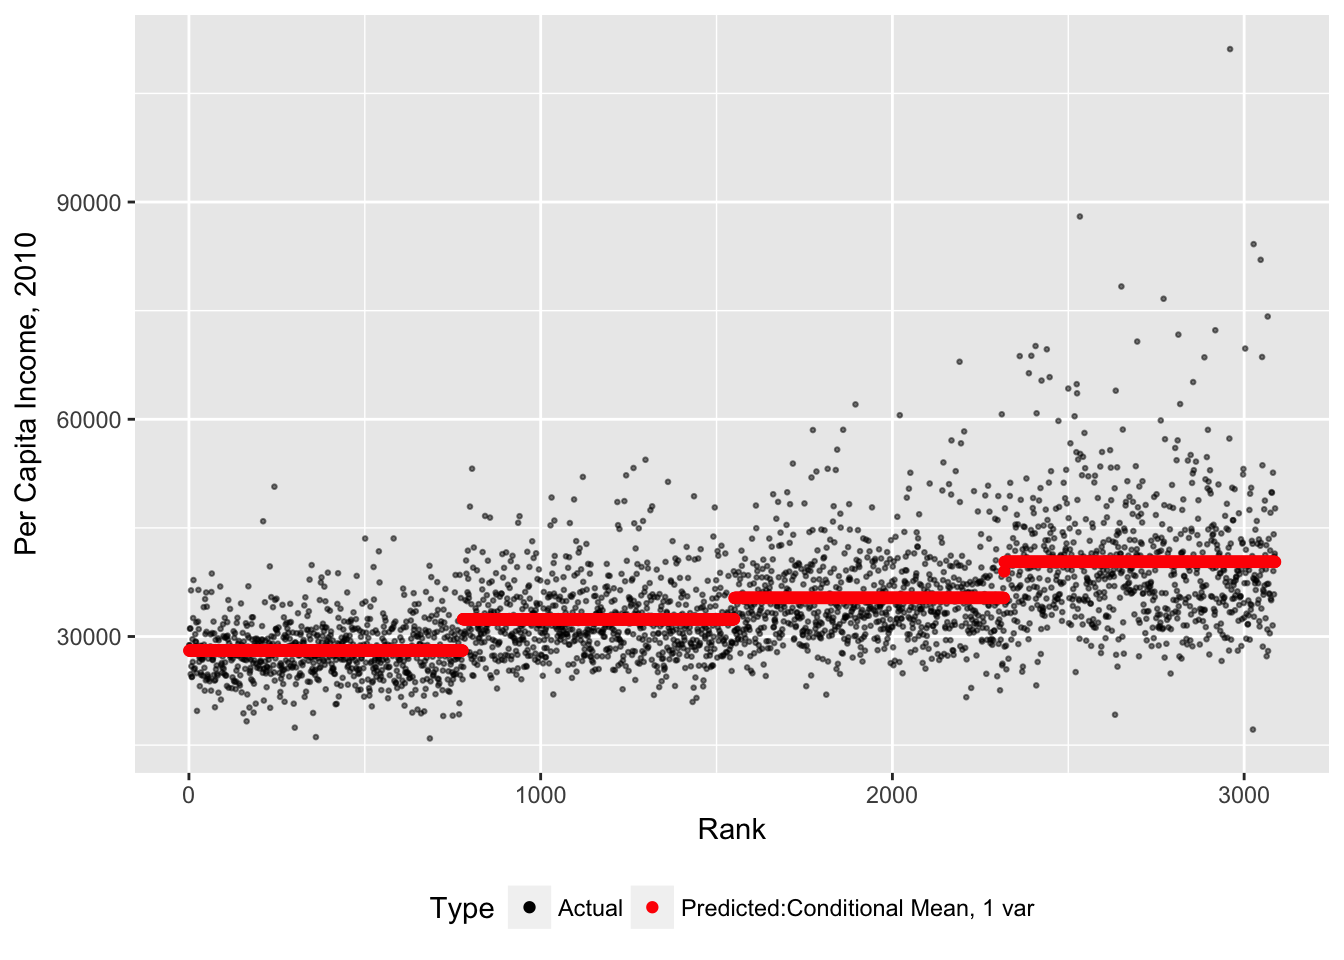 Per Capita Income, 2010
90000
60000
30000
0 1000 2000 3000
Rank
Type Actual Predicted:Conditional Mean, 1 var